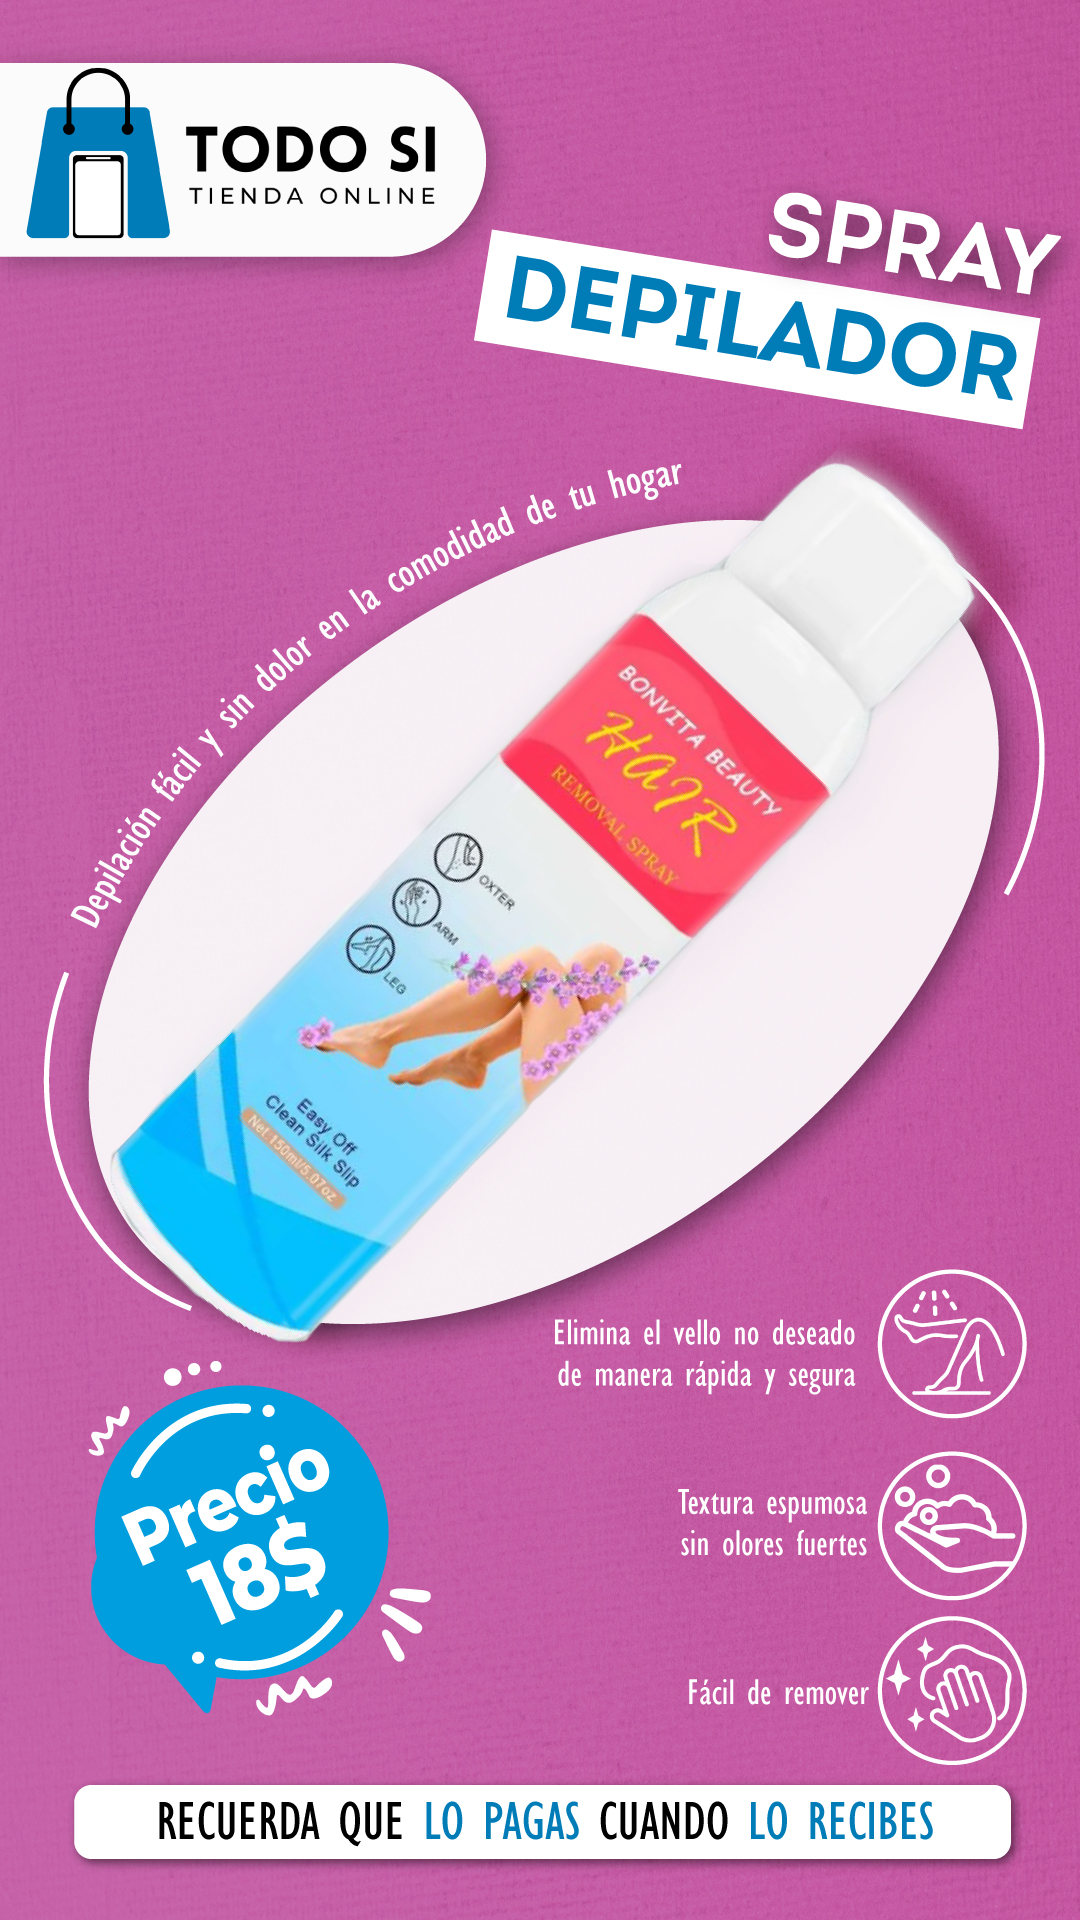 TODO SI
TIENDA ONLINE
SPRAY
DEPILADOR
Depilación fácil y sin dolor en la comodidad de tu hogar
BONVITA BEAUTY
HAIR
REMOVAL SPRAY
OXTER
ARM
LEG
Easy Off
Clean Silk Slip
Net 150ml/5.07oz
Elimina el vello no deseado
de manera rápida y segura
Textura espumosa
sin olores fuertes
Fácil de remover
Precio
18$
RECUERDA QUE LO PAGAS CUANDO LO RECIBES